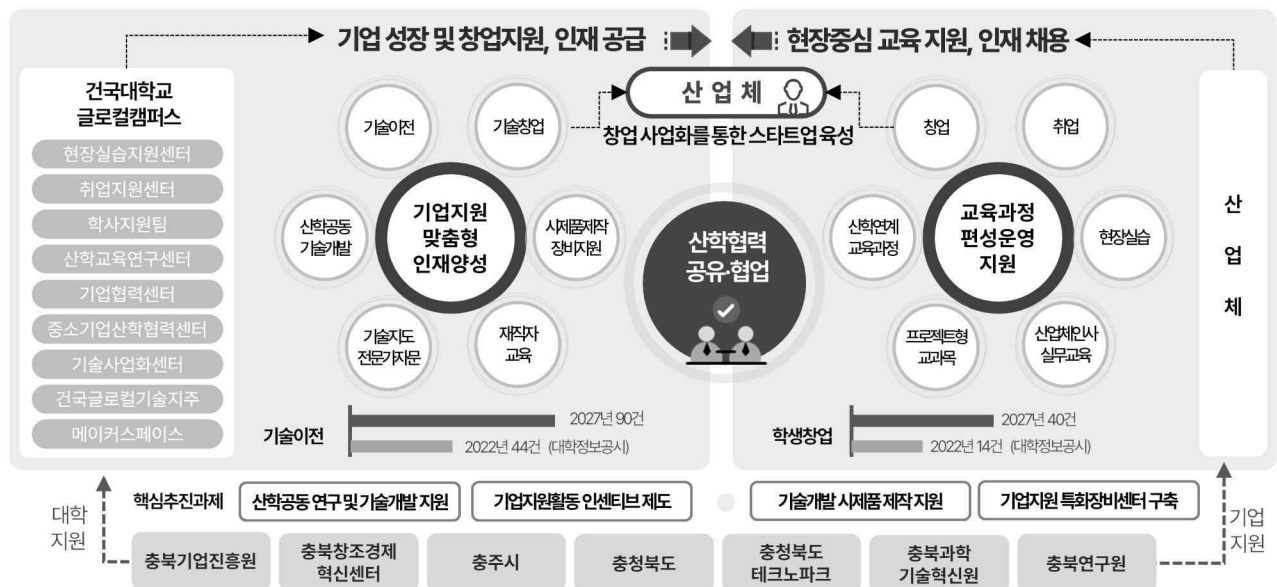 기업 성장 및 창업지원, 인재 공급
현장중심 교육 지원, 인재 채용
산업체
창업 사업화를 통한 스타트업 육성
건국대학교
글로컬캠퍼스
현장실습지원센터
취업지원센터
학사지원팀
산학교육연구센터
기업협력센터
중소기업산학협력센터
기술사업화센터
건국글로컬기술지주
메이커스페이스
기술이전
기술창업
산학공동
기술개발
기업지원
맞춤형
인재양성
시제품제작
장비지원
기술지도
전문가자문
재직자
교육
산학협력
공유·협업
창업
취업
산학연계
교육과정
교육과정
편성운영
지원
현장실습
프로젝트형
교과목
산업체인사
실무교육
산
업
체
기술이전
2027년 90건
2022년 44건 (대학정보공시)
학생창업
2027년 40건
2022년 14건 (대학정보공시)
대학
지원
핵심추진과제
산학공동 연구 및 기술개발 지원
기업지원활동 인센티브 제도
기술개발 시제품 제작 지원
기업지원 특화장비센터 구축
기업
지원
충북기업진흥원
충북창조경제
혁신센터
충주시
충청북도
충청북도
테크노파크
충북과학
기술혁신원
충북연구원